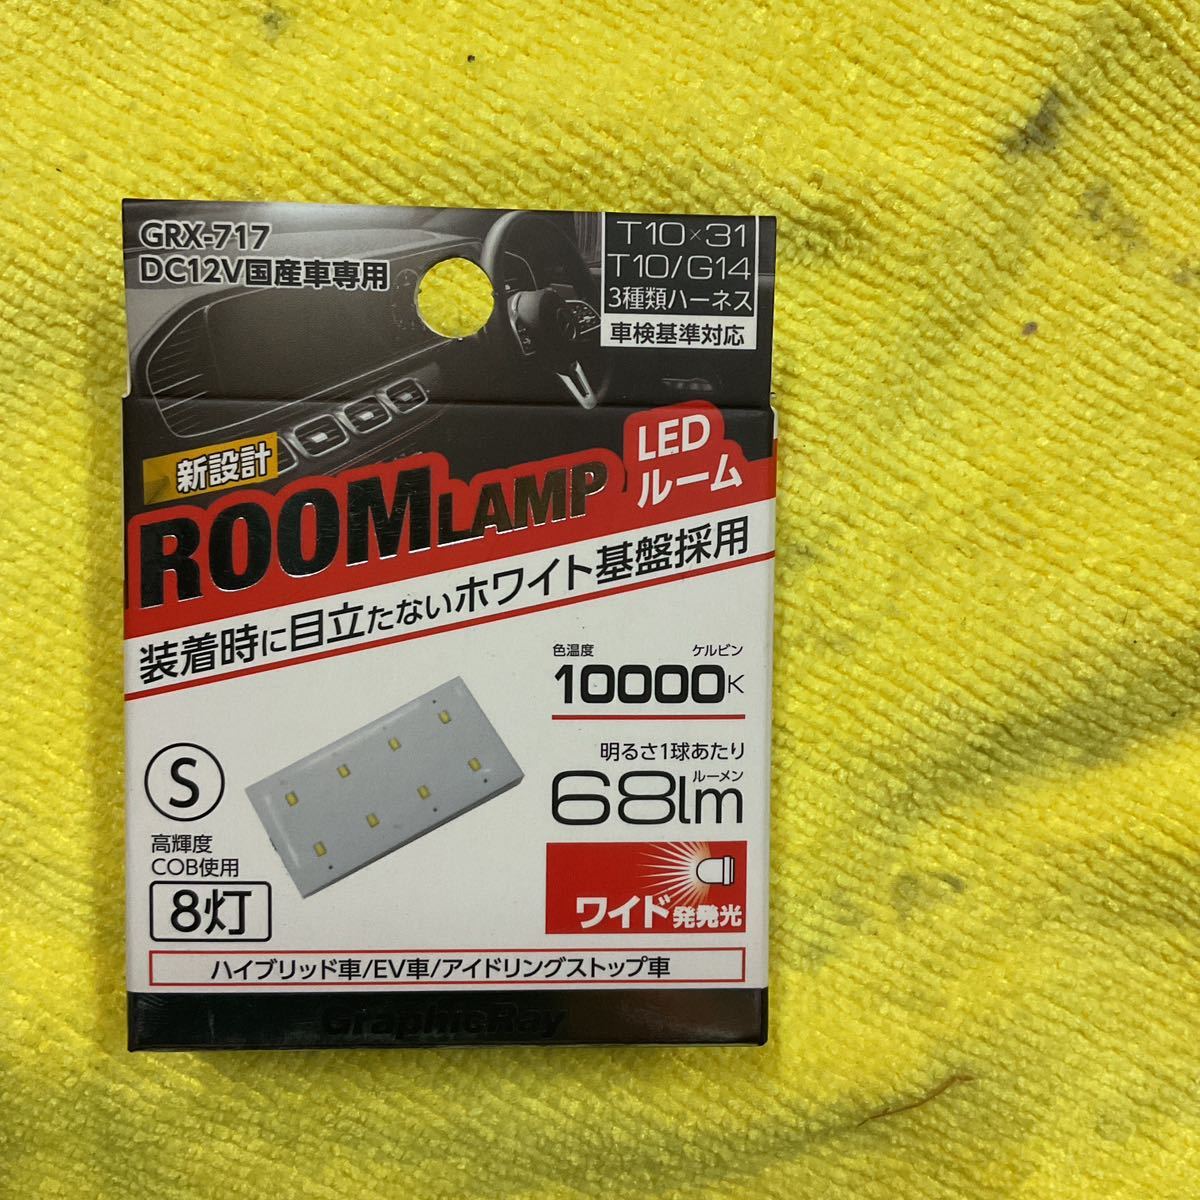 GRX-717
DC12V国産車専用
T10×31
T10/G14
3種類ハーネス
車検基準対応
新設計
ROOMLAMP
LED
ルーム
装着時に目立たないホワイト基盤採用
色温度
ケルビン
10000K
明るさ1球あたり
ルーメン
68lm
S
高輝度
COB使用
8灯
ワイド発発光
ハイブリッド車/EV車/アイドリングストップ車
GraphicRay